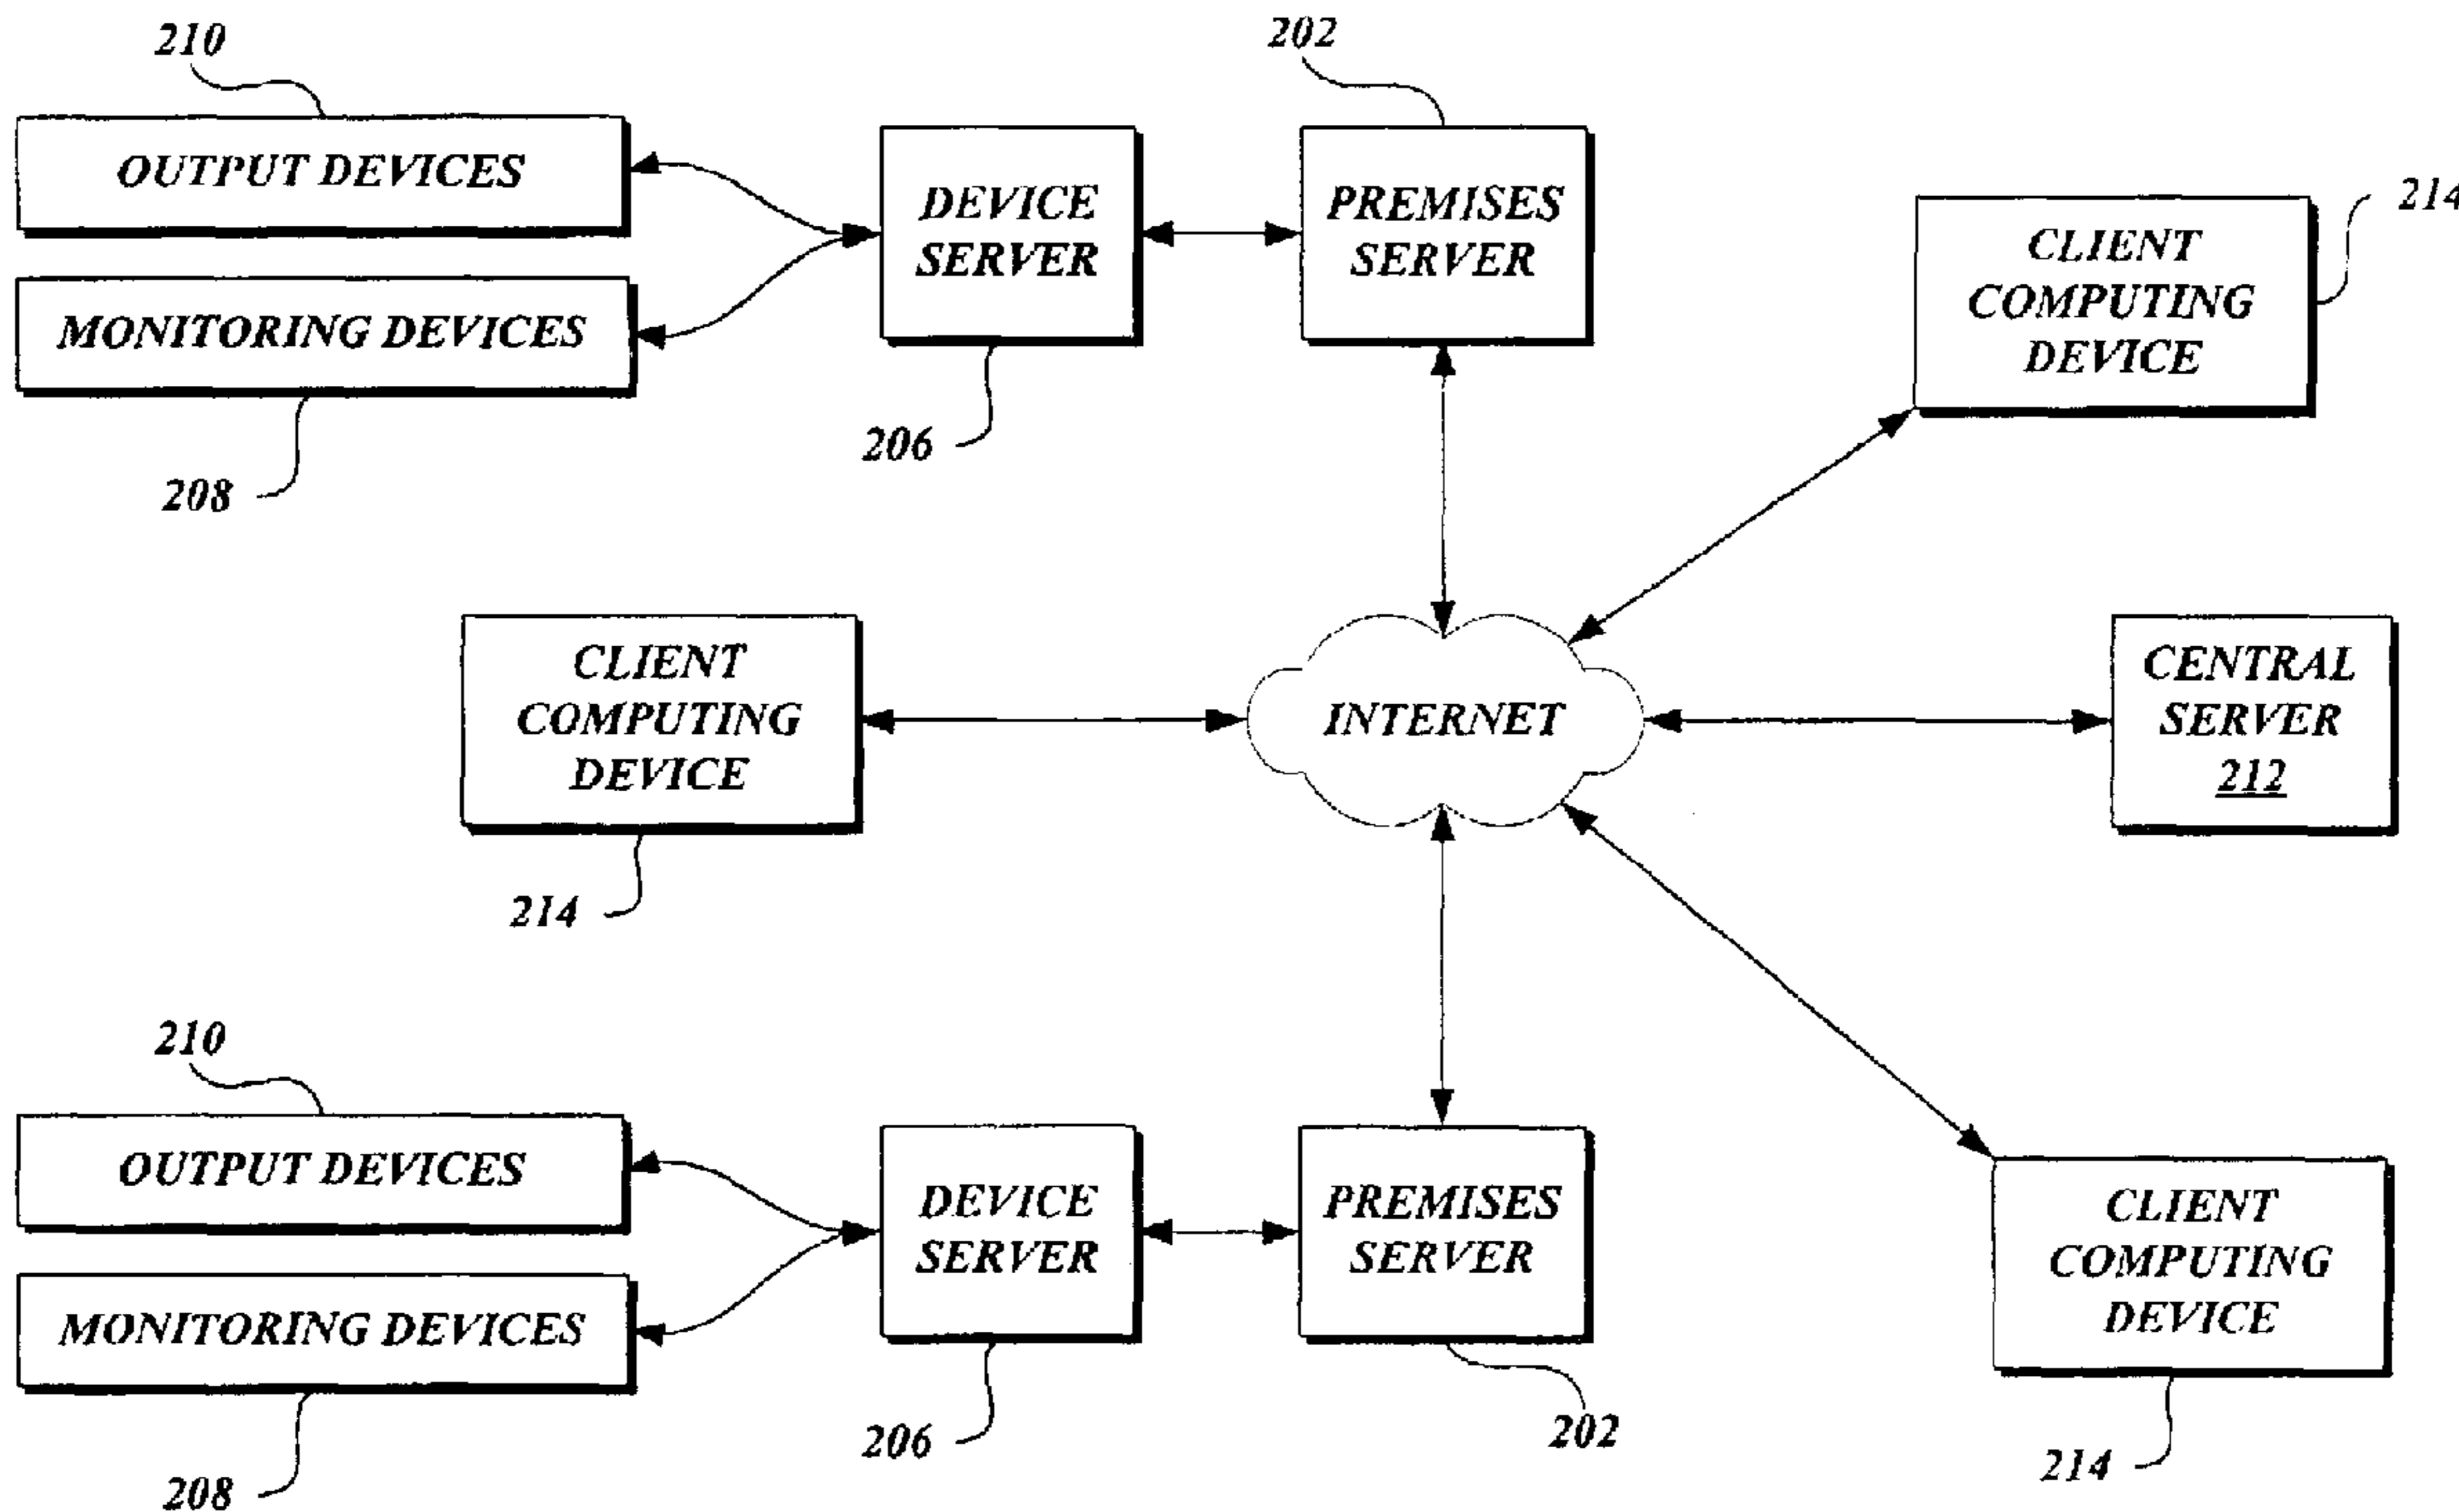 210
202
OUTPUT DEVICES
DEVICE
SERVER
PREMISES
SERVER
214
CLIENT
COMPUTING
DEVICE
MONITORING DEVICES
206
208
CLIENT
COMPUTING
DEVICE
INTERNET
CENTRAL
SERVER
212
214
210
OUTPUT DEVICES
DEVICE
SERVER
PREMISES
SERVER
CLIENT
COMPUTING
DEVICE
MONITORING DEVICES
206
202
208
214